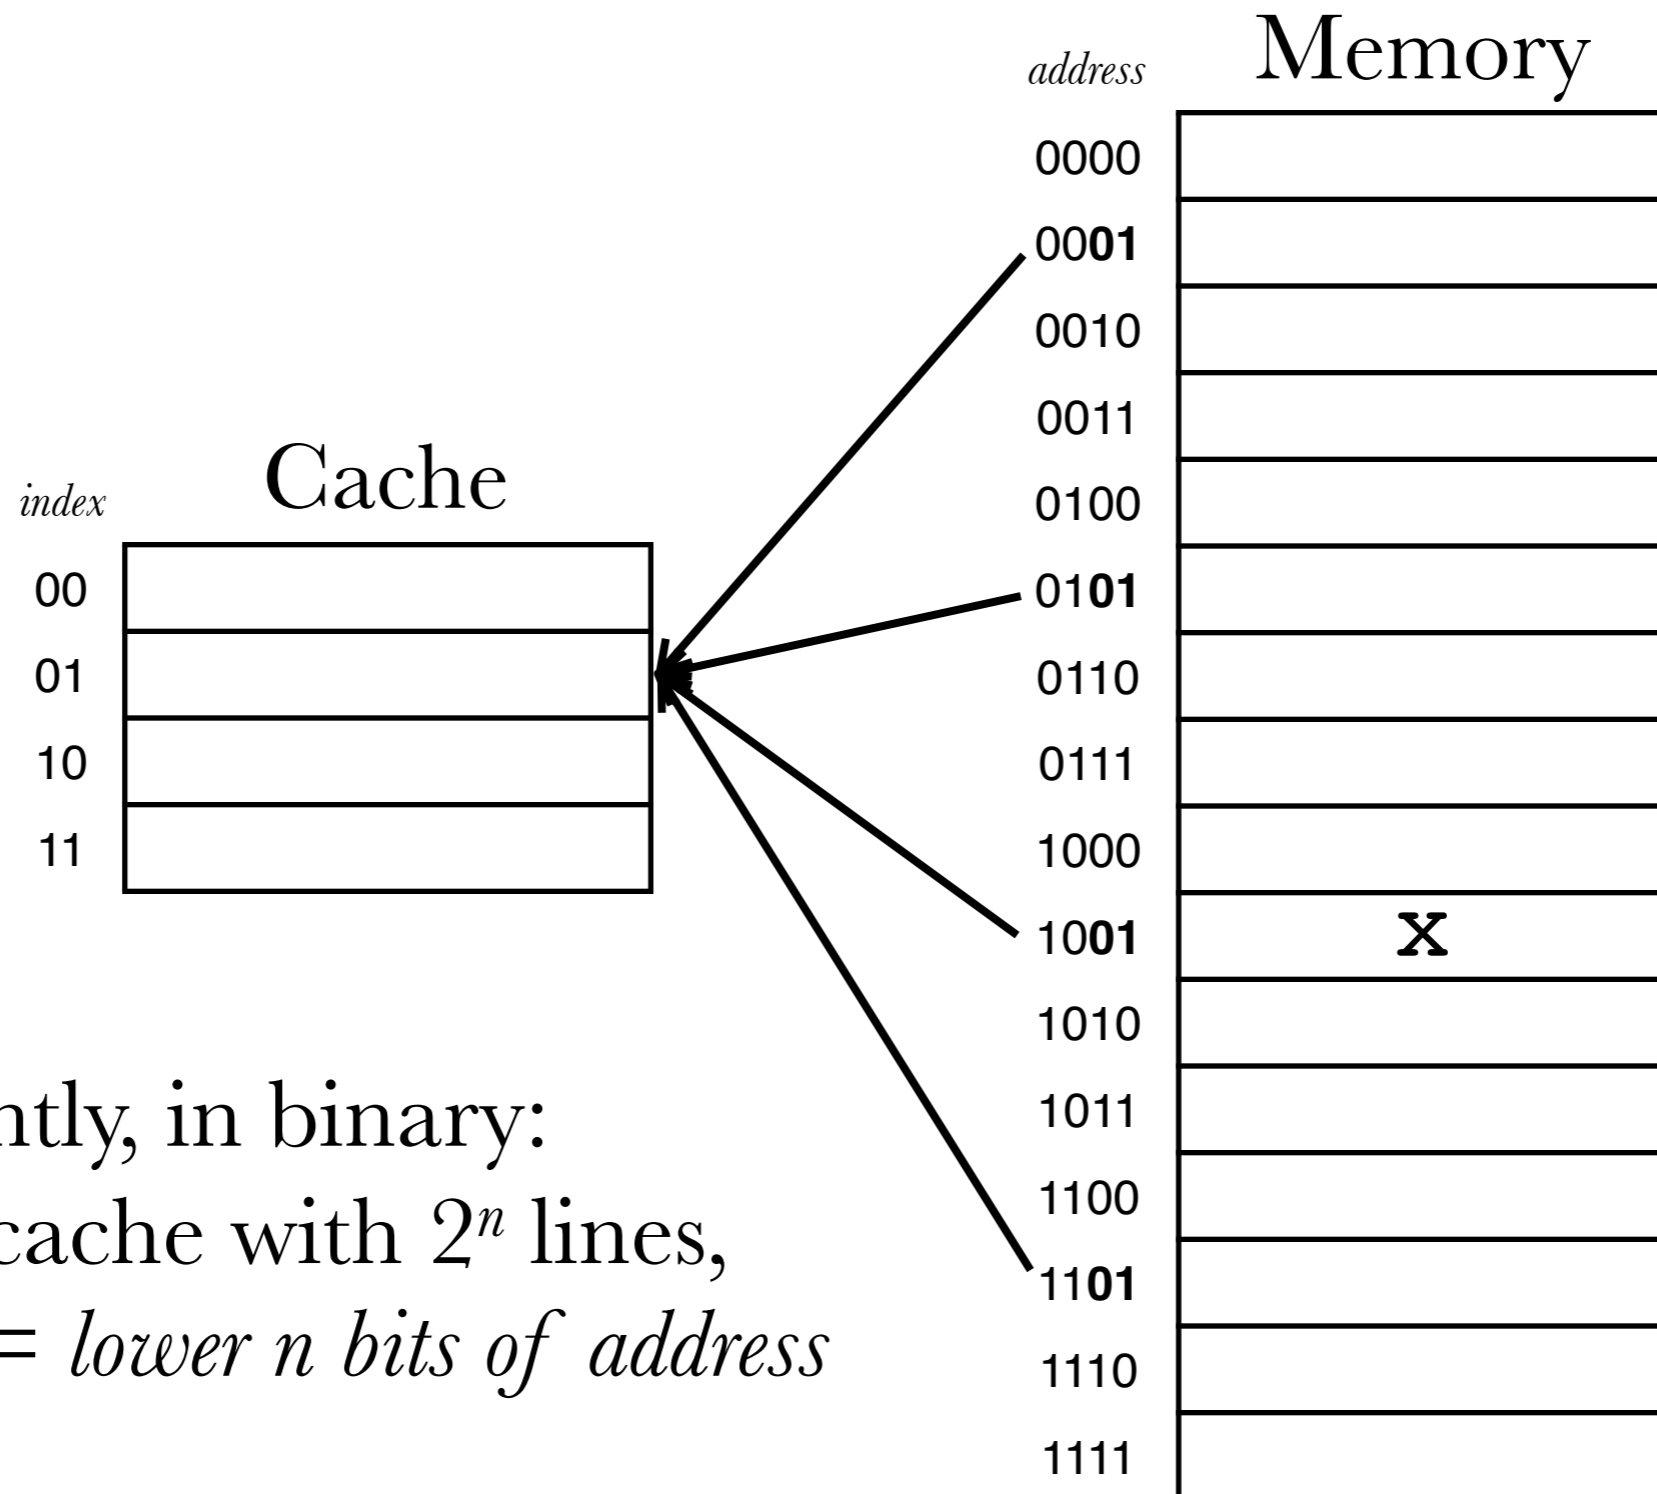 Memory
address
0000
0001
0010
0011
0100
0101
0110
0111
1000
1001 x
1010
1011
1100
1101
1110
1111
Cache
index
00
01
10
11
in binary:
cache with 2ⁿ lines,
= lower n bits of address